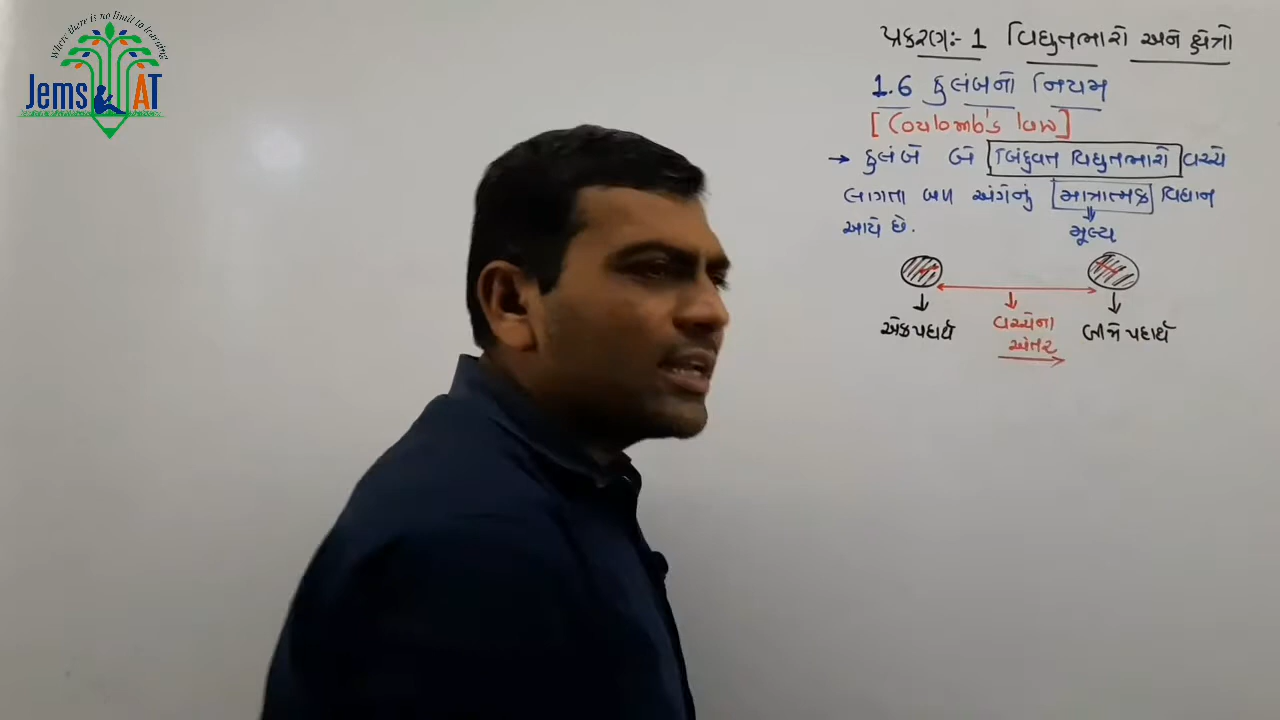 Where there is no limit to learning
Jems AT
પ્રકરણ:- 1 વિદ્યુતભારો અને ક્ષેત્રો
1.6 કુલંબનો નિયમ
[Coulomb's law]
→ કુલંબે બે બિંદુવત વિદ્યુતભારો વચ્ચે
લાગતા બળ અંગેનું માત્રાત્મક વિધાન
આપે છે.
મૂલ્ય
એક પદાર્થ
વચ્ચેના
અંતર
બીજો પદાર્થ